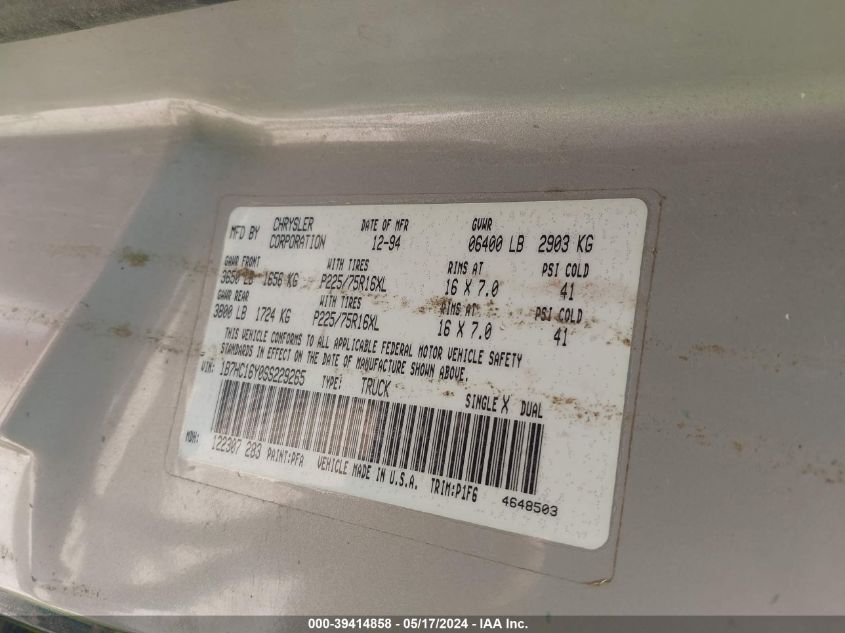 MFD BY CHRYSLER CORPORATION DATE OF MFR 12-94 GVWR 06400 LB 2903 KG
GAWR FRONT WITH TIRES RIMS AT PSI COLD
3650 LB 1656 KG P225/75R16XL 16 X 7.0 41
GAWR REAR WITH TIRES RIMS AT PSI COLD
3800 LB 1724 KG P225/75R16XL 16 X 7.0 41
THIS VEHICLE CONFORMS TO ALL APPLICABLE FEDERAL MOTOR VEHICLE SAFETY
STANDARDS IN EFFECT ON THE DATE OF MANUFACTURE SHOWN ABOVE.
VIN: 1B7HC16Y0SS229265 TYPE: TRUCK SINGLE X DUAL
MDH: 122307 283 PAINT:PFA VEHICLE MADE IN U.S.A. TRIM:P1F6
4648503
000-39414858 - 05/17/2024 - IAA Inc.